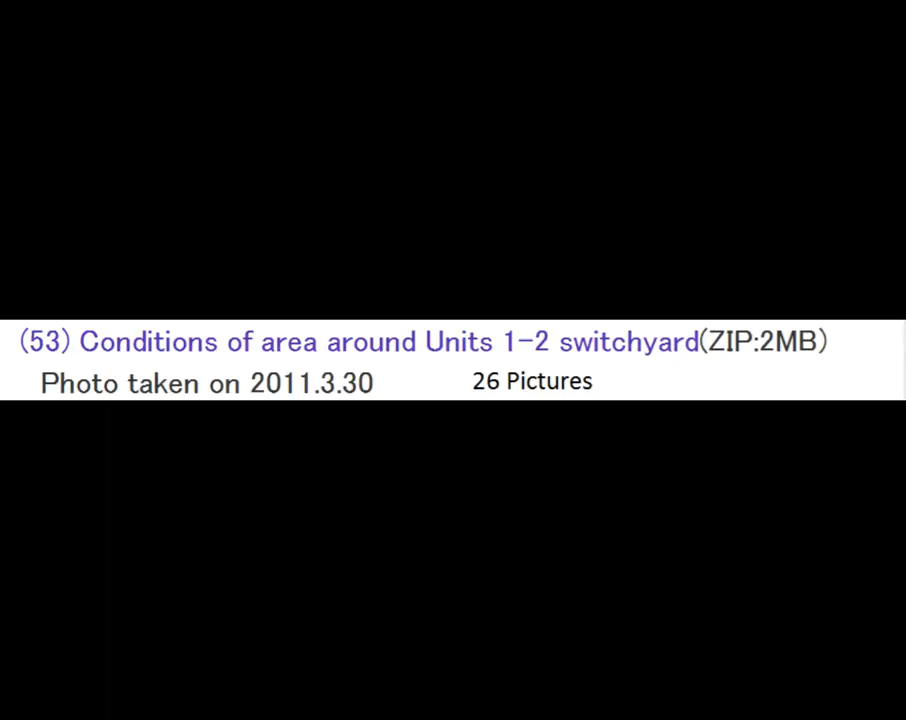 (53) Conditions of area around Units 1-2 switchyard(ZIP:2MB)
Photo taken on 2011.3.30 26 Pictures